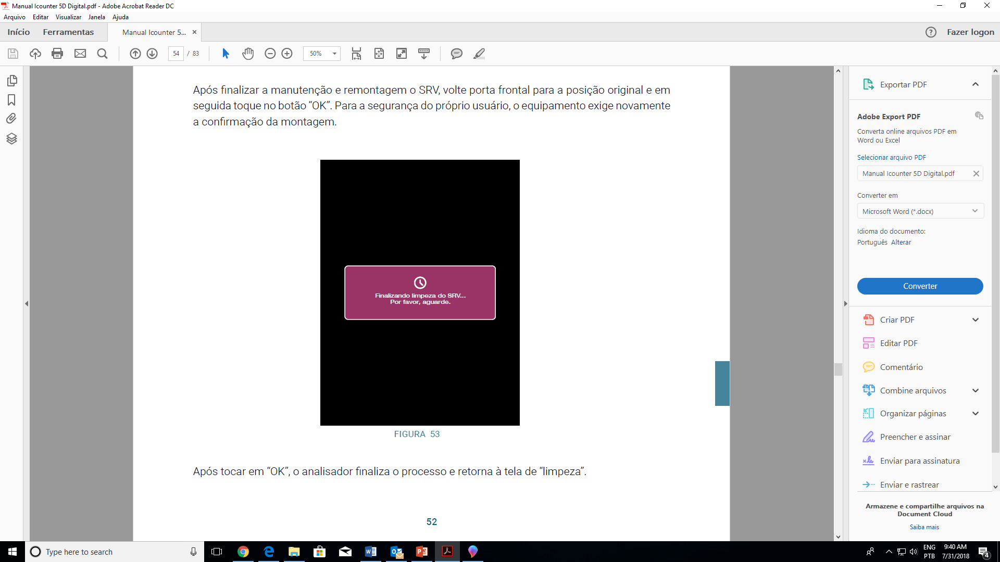 Manual Icounter 5D Digital.pdf - Adobe Acrobat Reader DC
Arquivo Editar Visualizar Janela Ajuda
Início Ferramentas Manual Icounter 5... × ? Fazer logon
54 / 83 50%
Após finalizar a manutenção e remontagem o SRV, volte porta frontal para a posição original e em
seguida toque no botão “OK”. Para a segurança do próprio usuário, o equipamento exige novamente
a confirmação da montagem.
Finalizando limpeza do SRV...
Por favor, aguarde.
FIGURA 53
Após tocar em “OK”, o analisador finaliza o processo e retorna à tela de “limpeza”.
52
Exportar PDF
Adobe Export PDF
Converta online arquivos PDF em
Word ou Excel
Selecionar arquivo PDF
Manual Icounter 5D Digital.pdf
Converter em
Microsoft Word (*.docx)
Idioma do documento:
Português Alterar
Converter
Criar PDF
Editar PDF
Comentário
Combine arquivos
Organizar páginas
Preencher e assinar
Enviar para assinatura
Enviar e rastrear
Armazene e compartilhe arquivos na
Document Cloud
Saiba mais
Type here to search
ENG
PTB
9:40 AM
7/31/2018
4